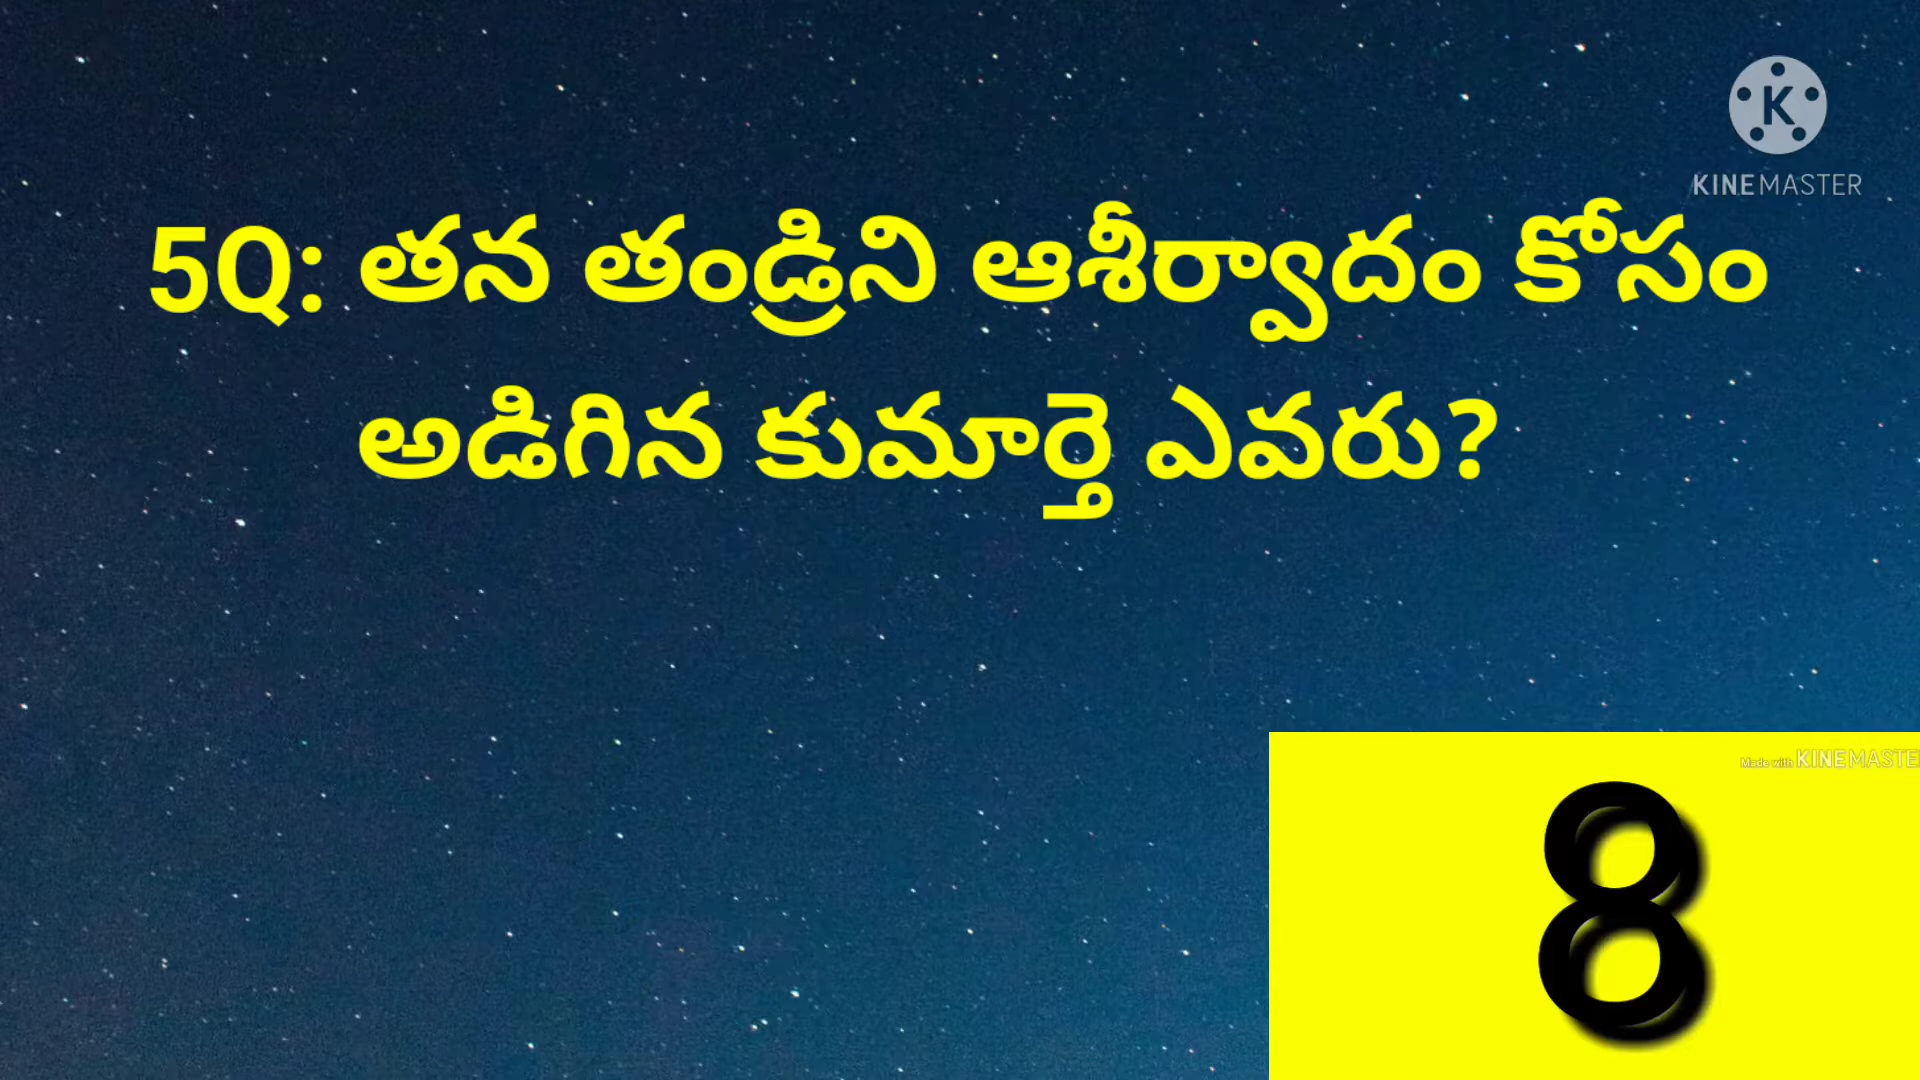 K
KINEMASTER
5Q: తన తండ్రిని ఆశీర్వాదం కోసం
అడిగిన కుమార్తె ఎవరు?
Made with KINEMASTE
8